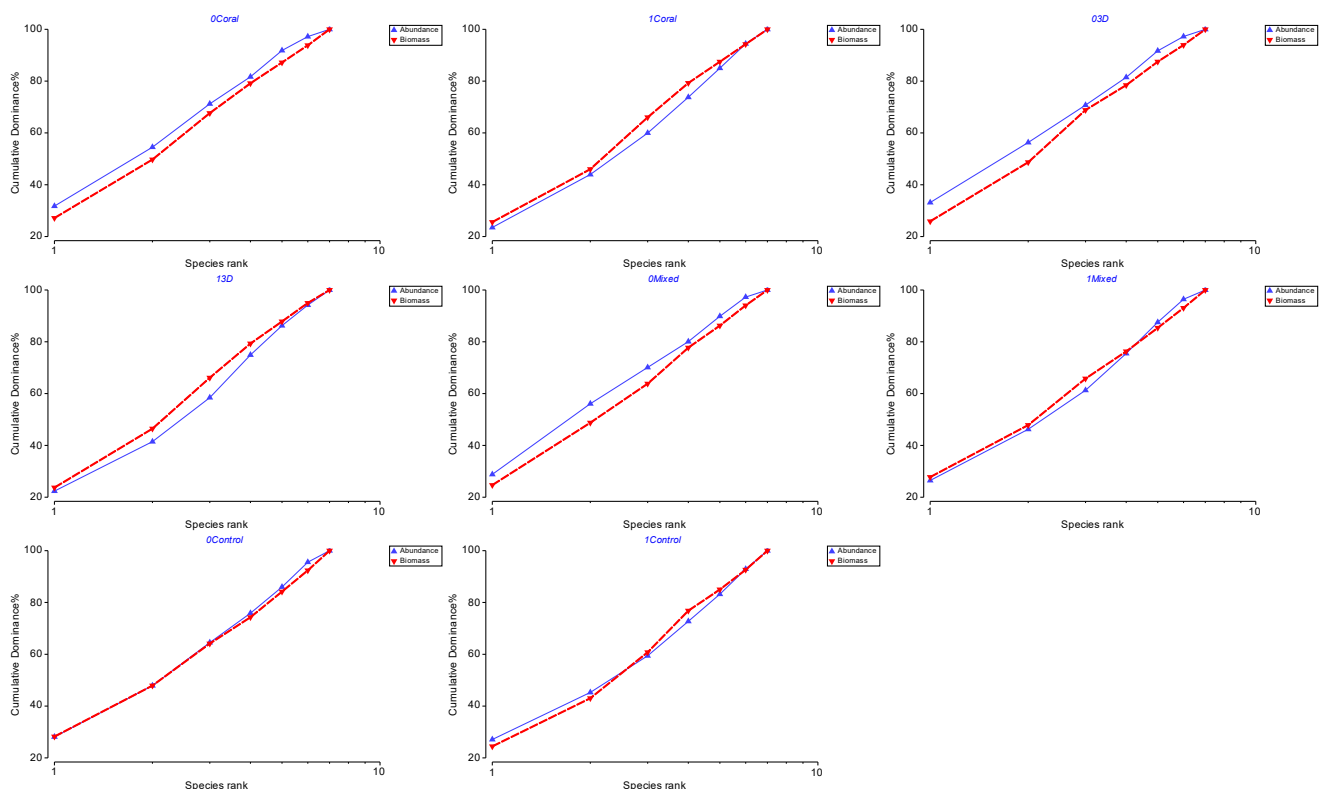 0Coral
Abundance
Biomass
Cumulative Dominance%
100
80
60
40
20
1
10
Species rank
1Coral
Abundance
Biomass
Cumulative Dominance%
100
80
60
40
20
1
10
Species rank
03D
Abundance
Biomass
Cumulative Dominance%
100
80
60
40
20
1
10
Species rank
13D
Abundance
Biomass
Cumulative Dominance%
100
80
60
40
20
1
10
Species rank
0Mixed
Abundance
Biomass
Cumulative Dominance%
100
80
60
40
20
1
10
Species rank
1Mixed
Abundance
Biomass
Cumulative Dominance%
100
80
60
40
20
1
10
Species rank
0Control
Abundance
Biomass
Cumulative Dominance%
100
80
60
40
20
1
10
Species rank
1Control
Abundance
Biomass
Cumulative Dominance%
100
80
60
40
20
1
10
Species rank